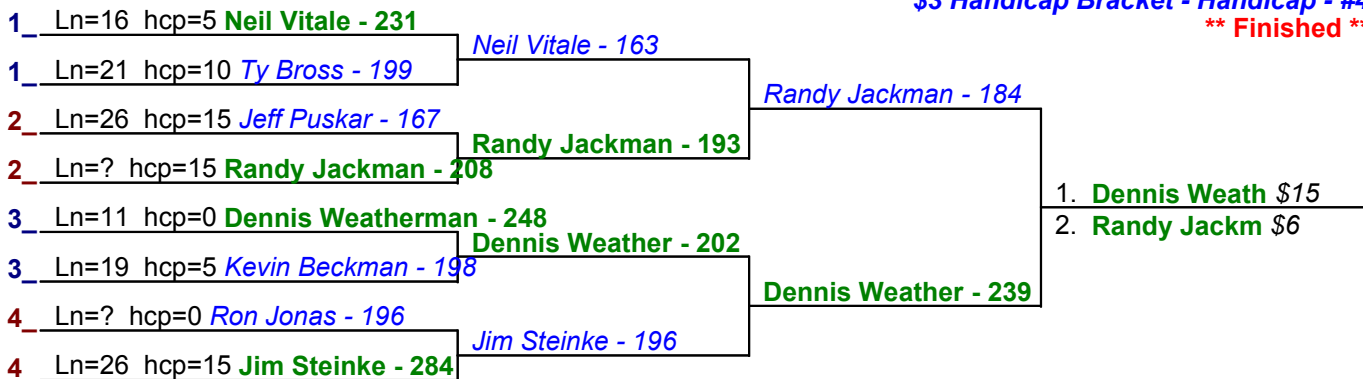 $3 Handicap Bracket - Handicap - #4
** Finished **
1_ Ln=16 hcp=5 Neil Vitale - 231
Neil Vitale - 163
1_ Ln=21 hcp=10 Ty Bross - 199
Randy Jackman - 184
2_ Ln=26 hcp=15 Jeff Puskar - 167
Randy Jackman - 193
2_ Ln=? hcp=15 Randy Jackman - 208
1. Dennis Weath $15
2. Randy Jackm $6
3_ Ln=11 hcp=0 Dennis Weatherman - 248
Dennis Weather - 202
3_ Ln=19 hcp=5 Kevin Beckman - 198
Dennis Weather - 239
4_ Ln=? hcp=0 Ron Jonas - 196
Jim Steinke - 196
4 Ln=26 hcp=15 Jim Steinke - 284